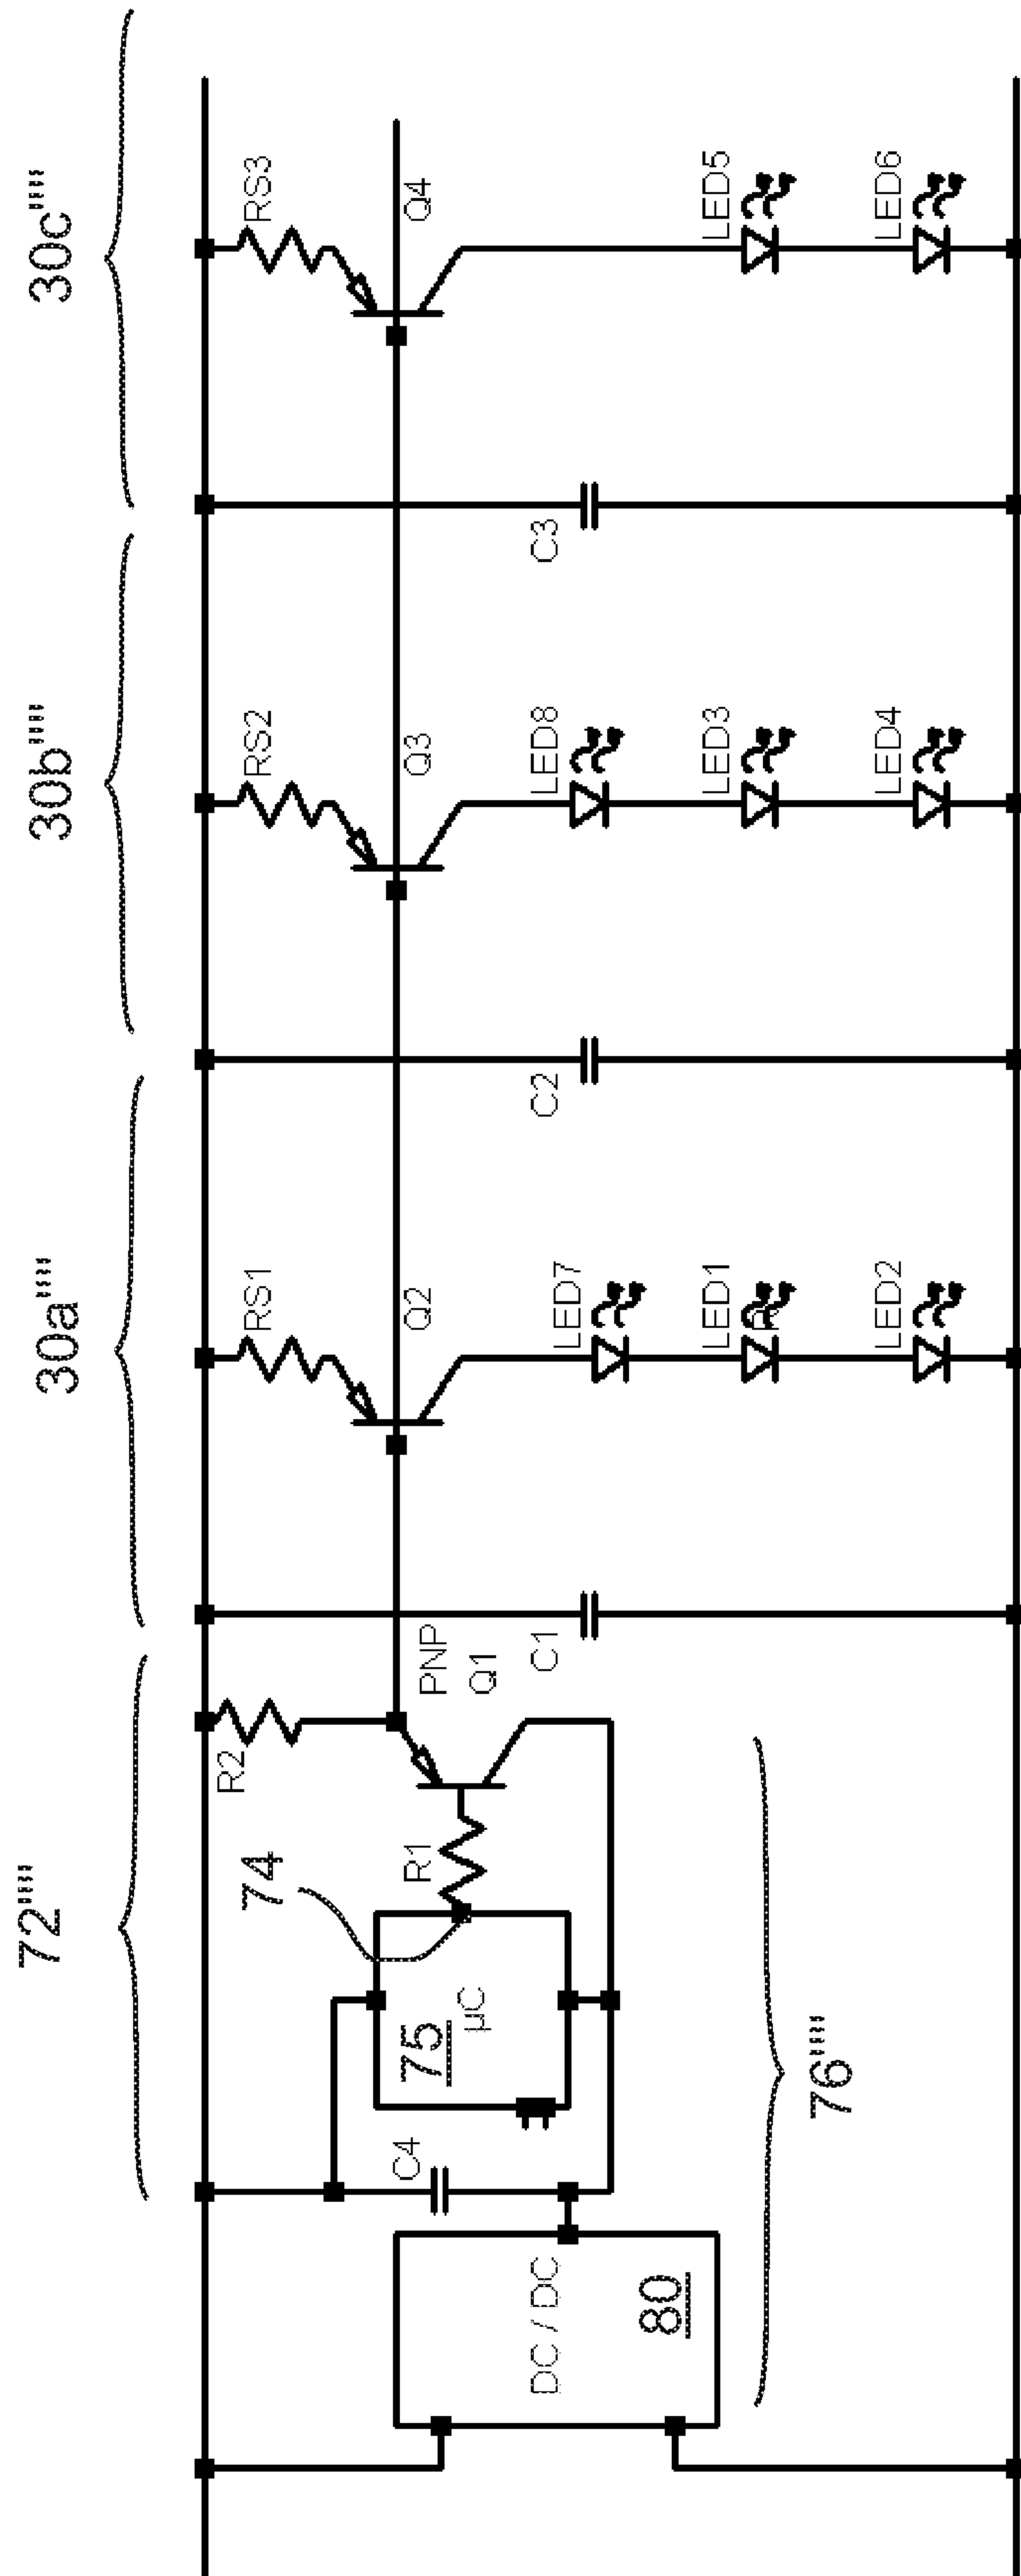 72"""
30a"""
30b"""
30c"""
R2
RS1
RS2
RS3
74
R1
PNP
Q1
Q2
Q3
Q4
75
µC
C4
C1
C2
C3
DC / DC
80
LED7
LED8
LED1
LED3
LED5
LED2
LED4
LED6
76"""